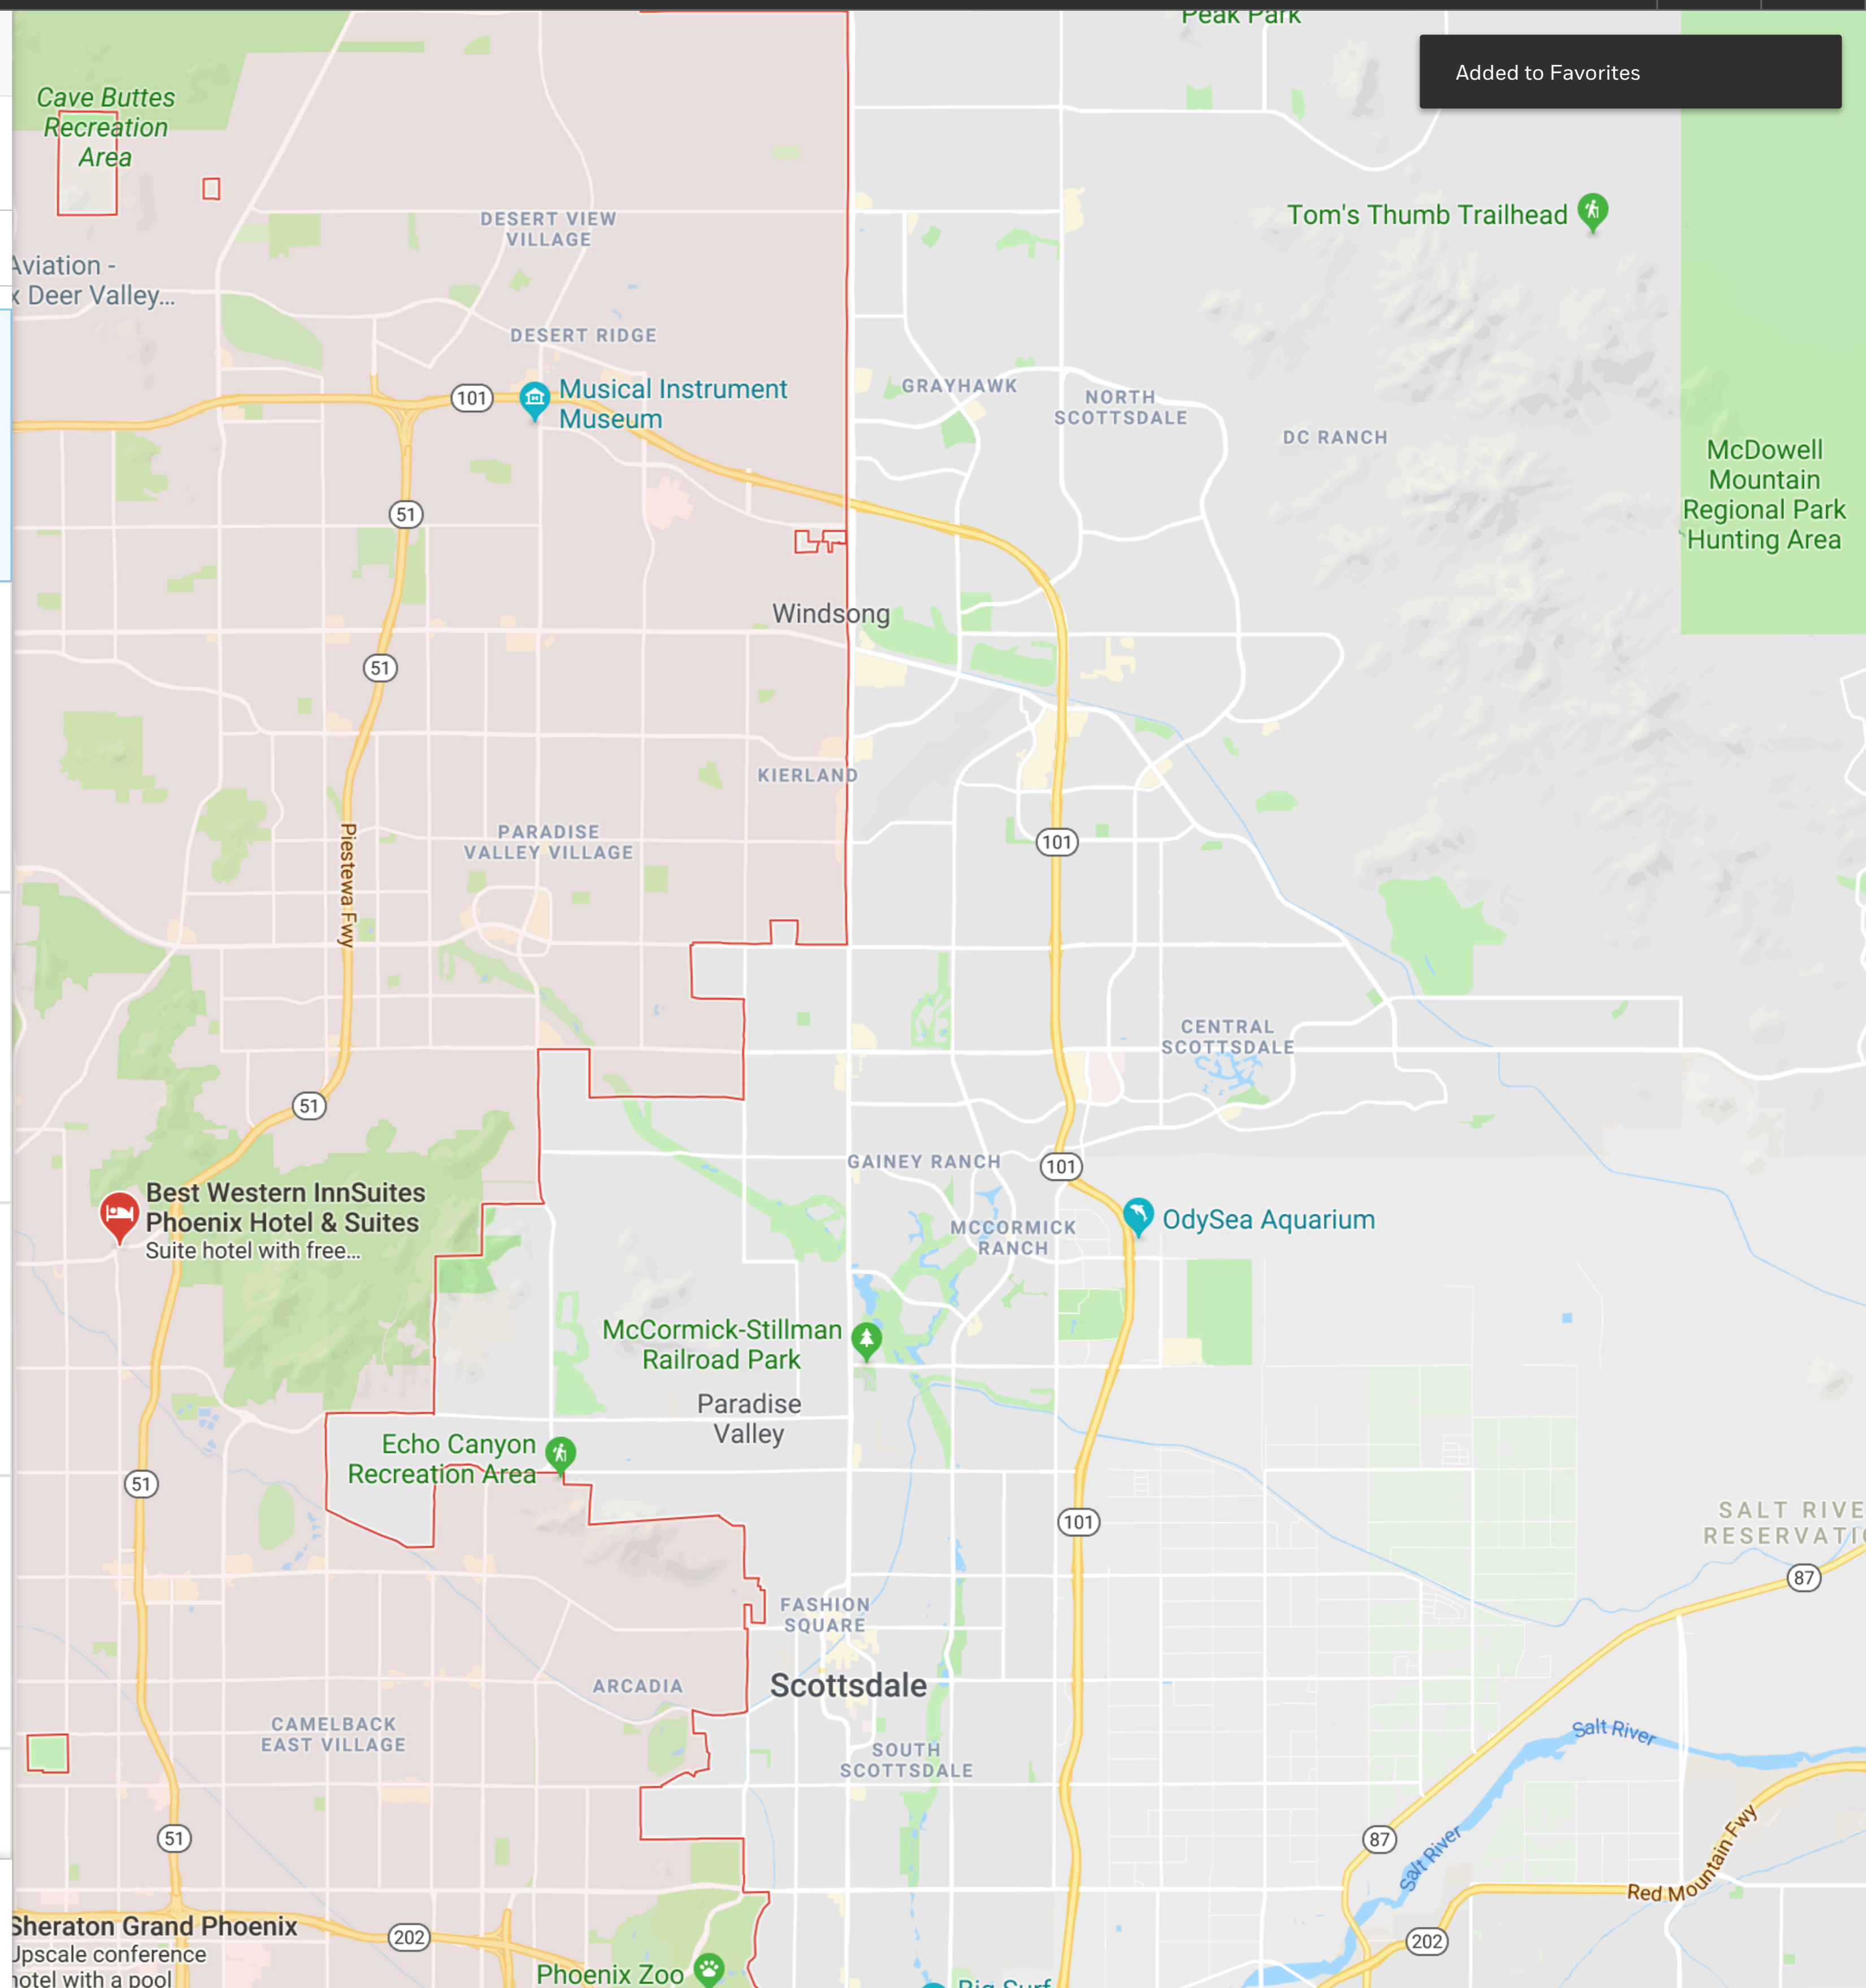 Peak Park
Added to Favorites
Cave Buttes
Recreation
Area
Tom's Thumb Trailhead
DESERT VIEW
VILLAGE
Aviation -
x Deer Valley...
DESERT RIDGE
Musical Instrument
Museum
101
GRAYHAWK
NORTH
SCOTTSDALE
DC RANCH
McDowell
Mountain
Regional Park
Hunting Area
51
Windsong
51
KIERLAND
PARADISE
VALLEY VILLAGE
101
Piestewa Fwy
CENTRAL
SCOTTSDALE
51
GAINEY RANCH
101
Best Western InnSuites
Phoenix Hotel & Suites
Suite hotel with free...
MCCORMICK
RANCH
OdySea Aquarium
McCormick-Stillman
Railroad Park
Paradise
Valley
Echo Canyon
Recreation Area
51
101
SALT RIVE
RESERVATIO
87
FASHION
SQUARE
Scottsdale
ARCADIA
CAMELBACK
EAST VILLAGE
SOUTH
SCOTTSDALE
Salt River
51
87
Salt River
Red Mountain Fwy
Sheraton Grand Phoenix
Upscale conference
hotel with a pool
202
202
Phoenix Zoo
Big Surf